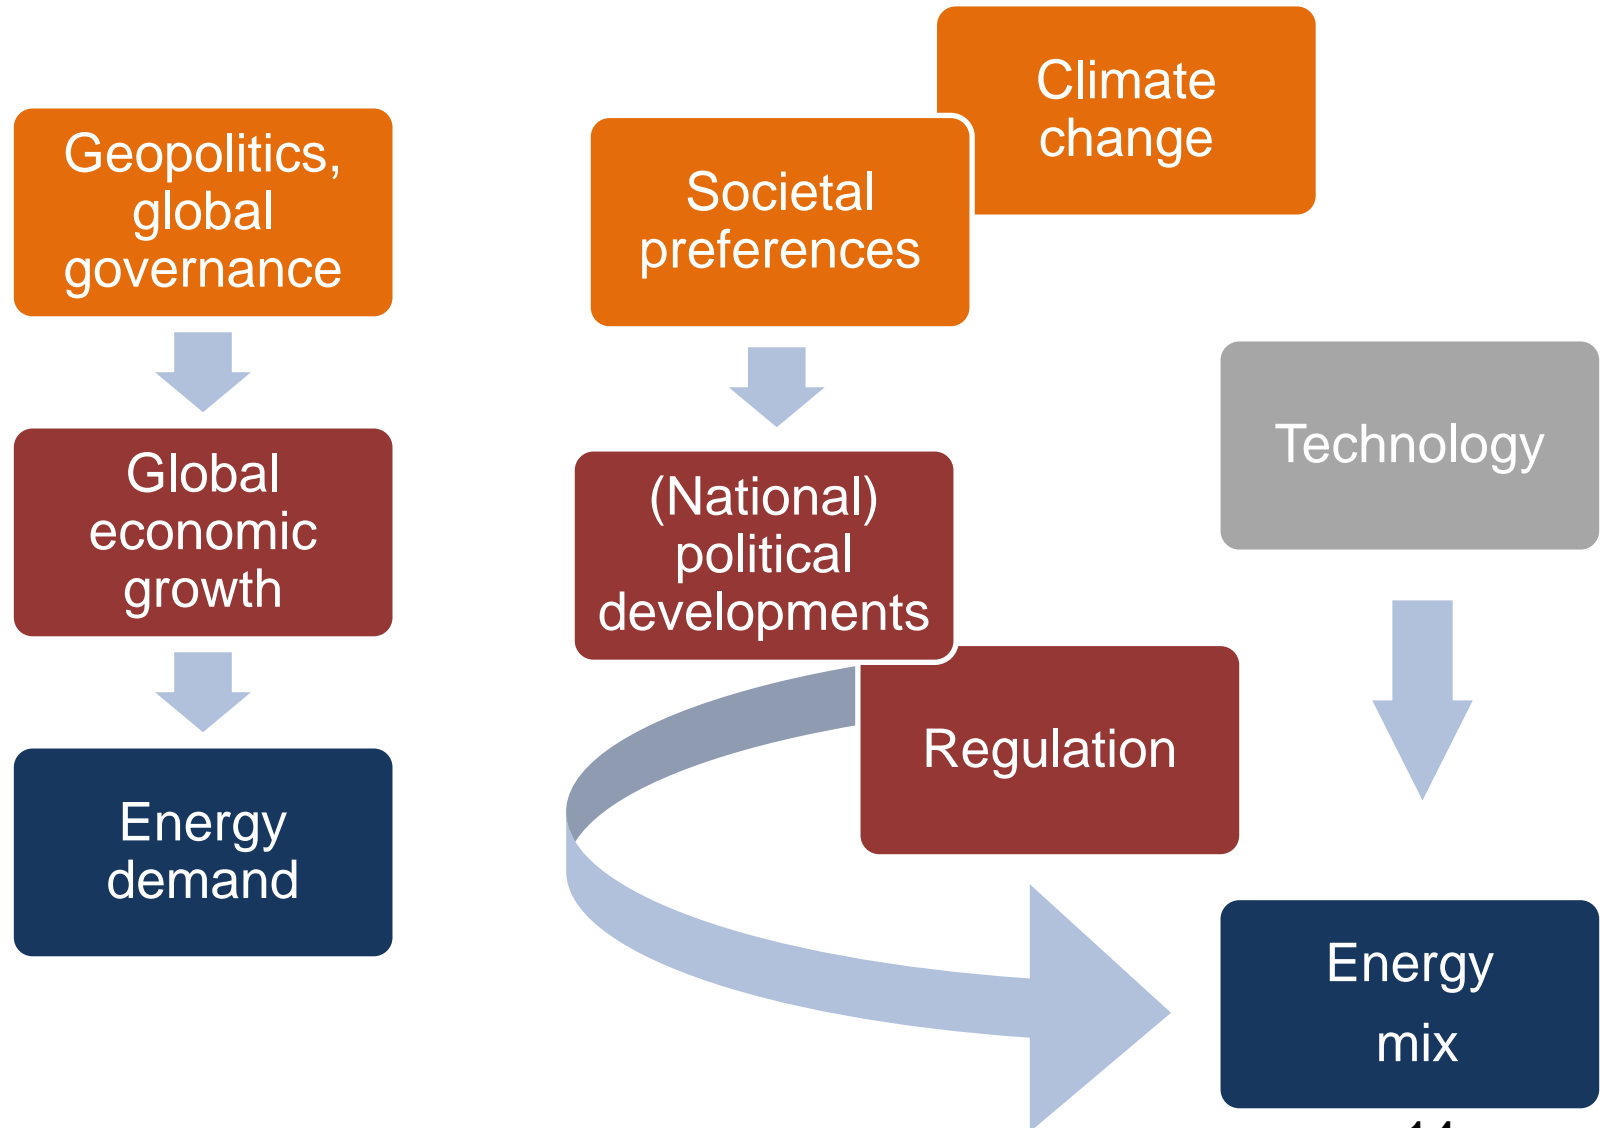 Climate
change
Geopolitics,
global
governance
Societal
preferences
Technology
Global
economic
growth
(National)
political
developments
Regulation
Energy
demand
Energy
mix